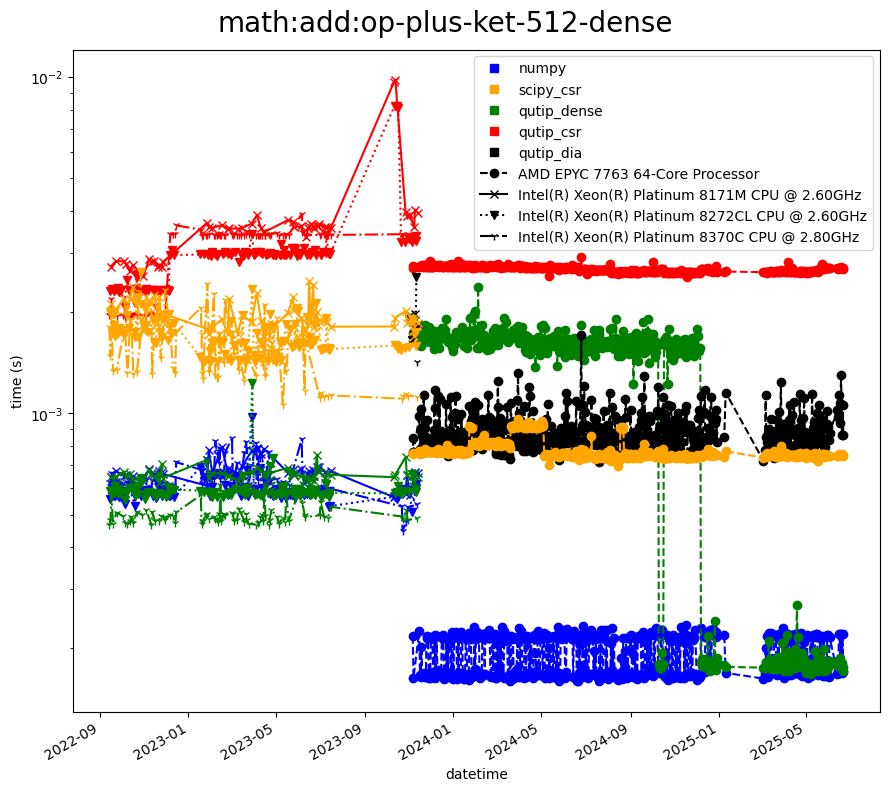 math:add:op-plus-ket-512-dense
numpy
scipy_csr
qutip_dense
qutip_csr
qutip_dia
AMD EPYC 7763 64-Core Processor
Intel(R) Xeon(R) Platinum 8171M CPU @ 2.60GHz
Intel(R) Xeon(R) Platinum 8272CL CPU @ 2.60GHz
Intel(R) Xeon(R) Platinum 8370C CPU @ 2.80GHz
time (s)
10⁻²
10⁻³
2022-09
2023-01
2023-05
2023-09
2024-01
2024-05
2024-09
2025-01
2025-05
datetime